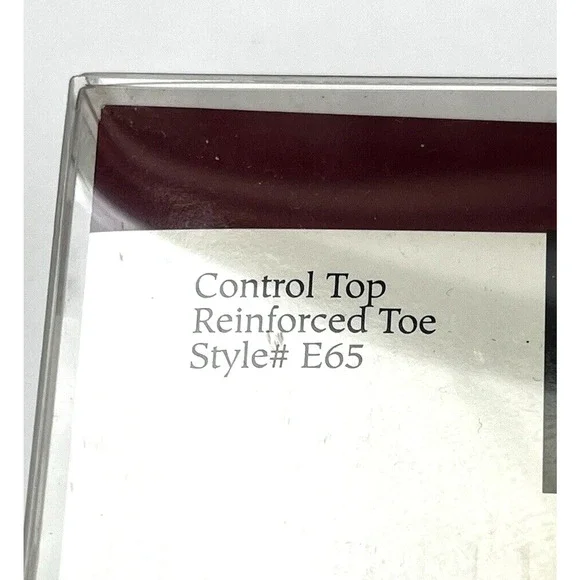 Control Top
Reinforced Toe
Style# E65